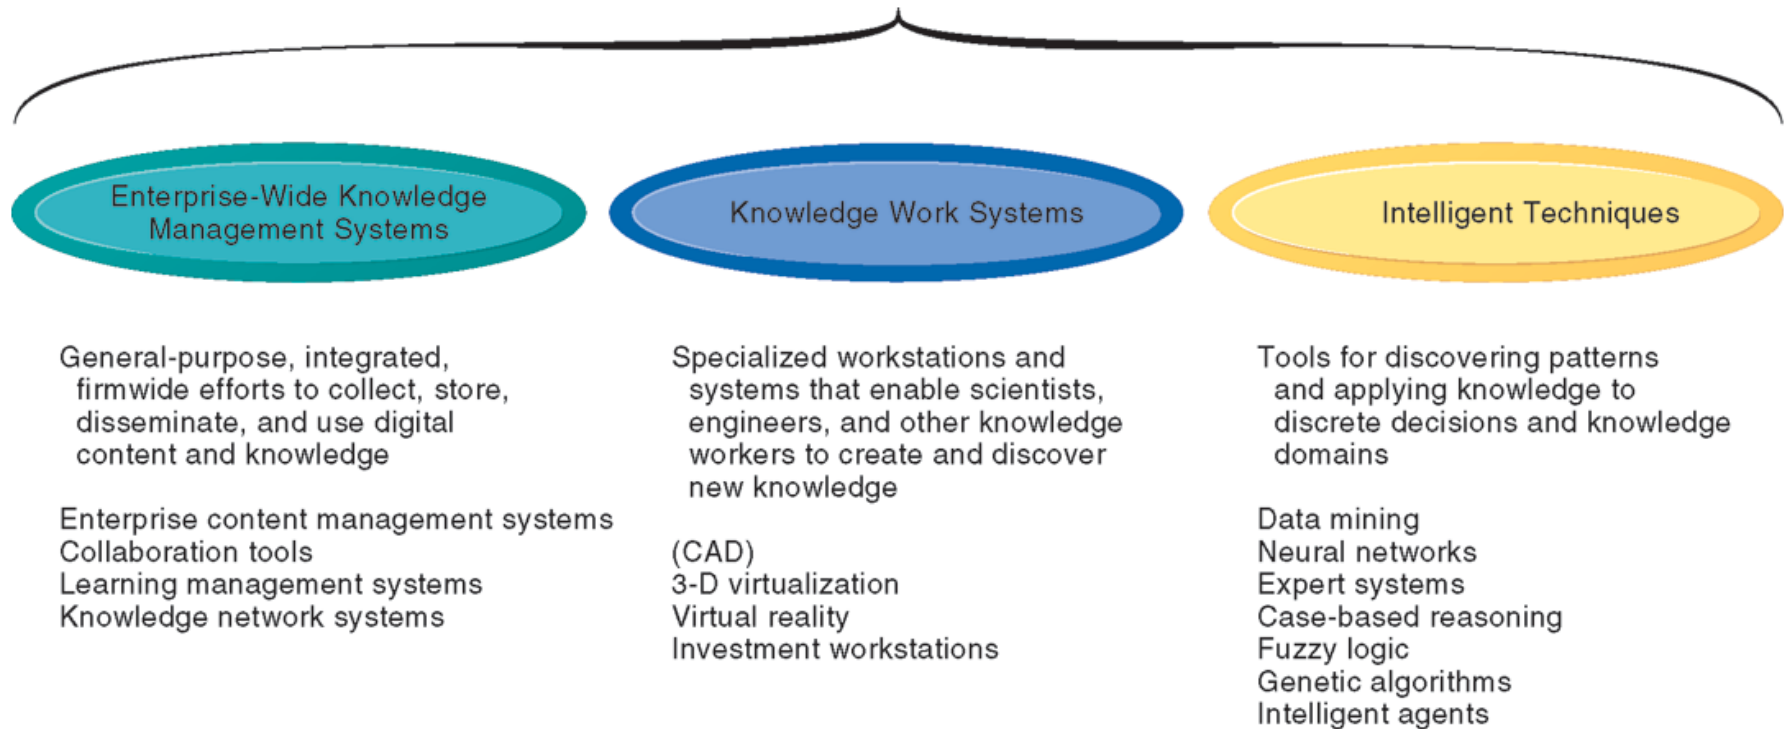 Enterprise-Wide Knowledge
Management Systems
General-purpose, integrated,
firmwide efforts to collect, store,
disseminate, and use digital
content and knowledge
Enterprise content management systems
Collaboration tools
Learning management systems
Knowledge network systems
Knowledge Work Systems
Specialized workstations and
systems that enable scientists,
engineers, and other knowledge
workers to create and discover
new knowledge
(CAD)
3-D virtualization
Virtual reality
Investment workstations
Intelligent Techniques
Tools for discovering patterns
and applying knowledge to
discrete decisions and knowledge
domains
Data mining
Neural networks
Expert systems
Case-based reasoning
Fuzzy logic
Genetic algorithms
Intelligent agents